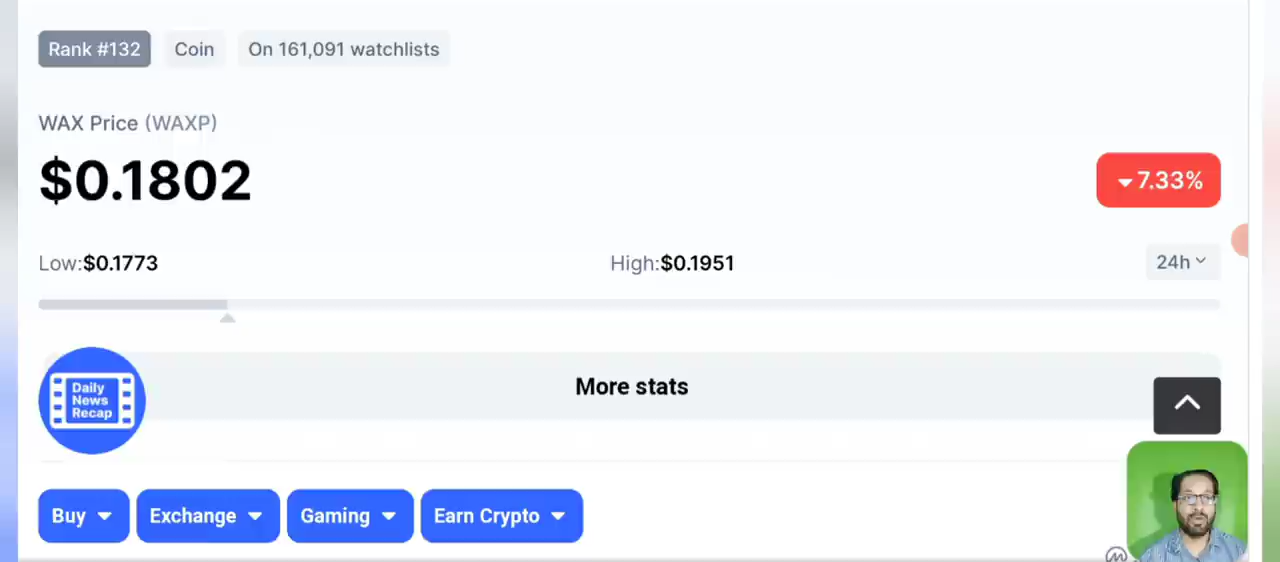 Rank #132 Coin On 161,091 watchlists
WAX Price (WAXP)
$0.1802 7.33%
Low:$0.1773 High:$0.1951 24h
Daily
News
Recap
More stats
Buy Exchange Gaming Earn Crypto